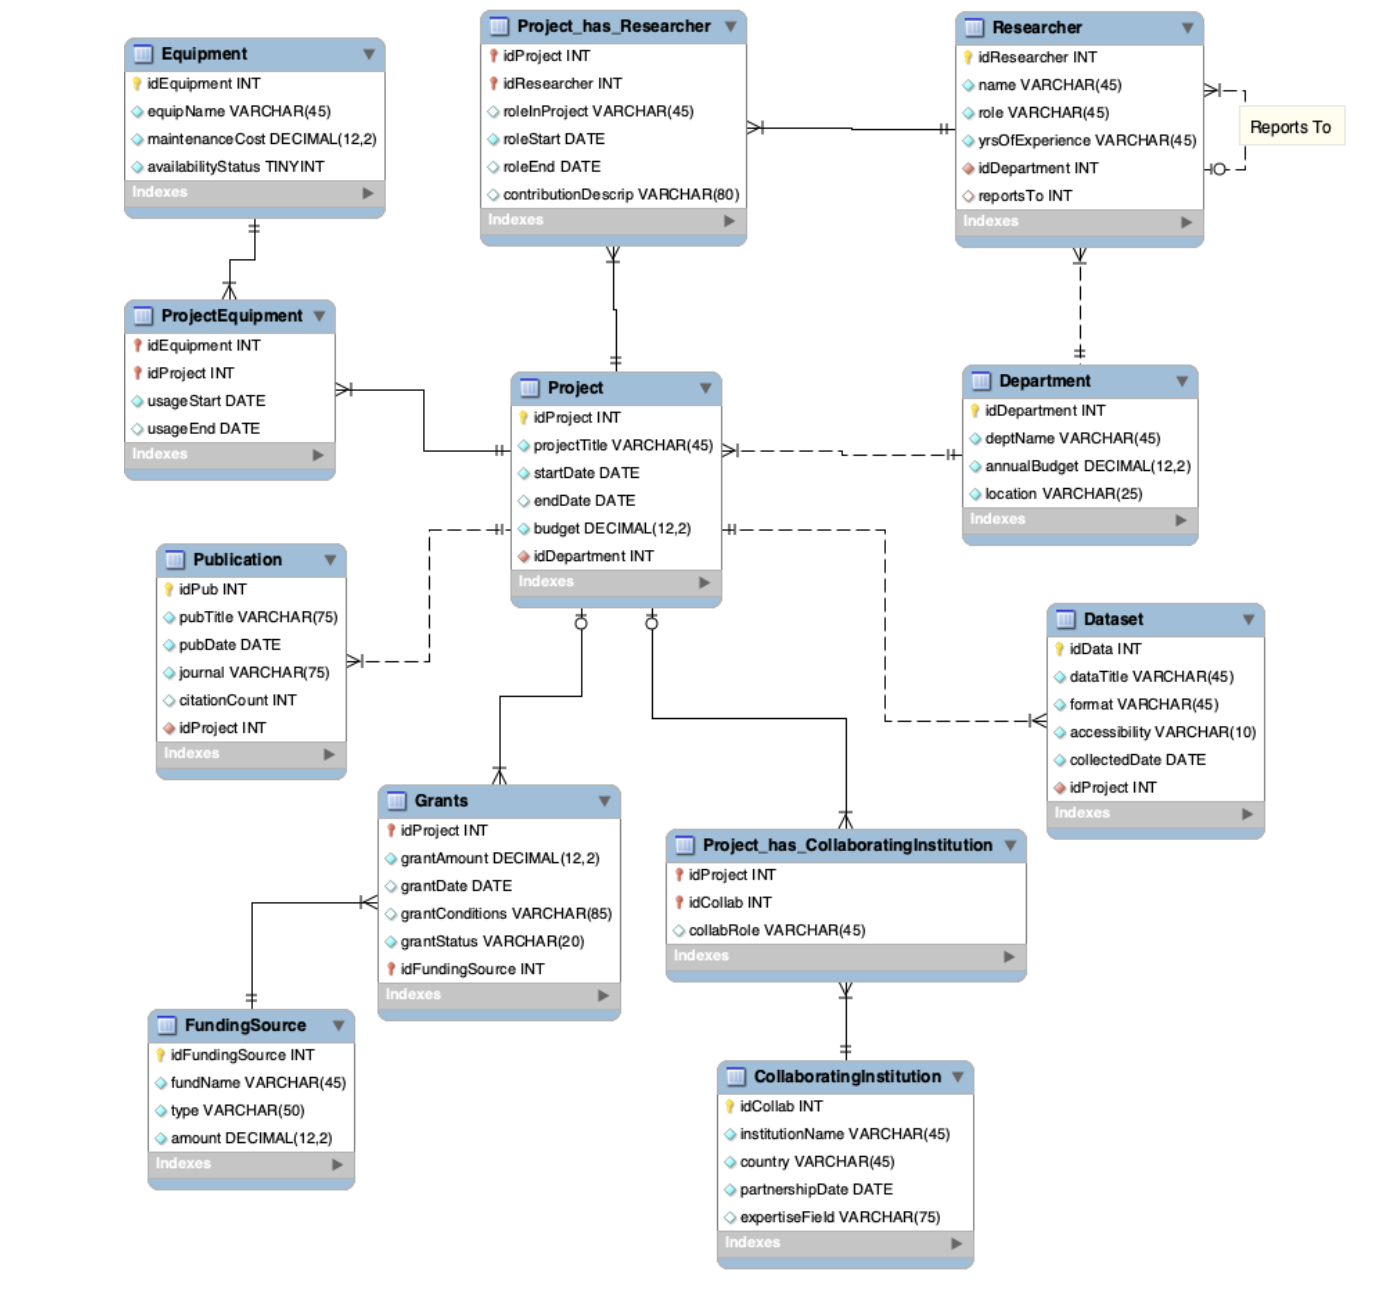 Equipment
idEquipment INT
equipName VARCHAR(45)
maintenanceCost DECIMAL(12,2)
availabilityStatus TINYINT
Indexes
Project_has_Researcher
idProject INT
idResearcher INT
roleInProject VARCHAR(45)
roleStart DATE
roleEnd DATE
contributionDescrip VARCHAR(80)
Indexes
Researcher
idResearcher INT
name VARCHAR(45)
role VARCHAR(45)
yrsOfExperience VARCHAR(45)
idDepartment INT
reportsTo INT
Indexes
Reports To
ProjectEquipment
idEquipment INT
idProject INT
usageStart DATE
usageEnd DATE
Indexes
Project
idProject INT
projectTitle VARCHAR(45)
startDate DATE
endDate DATE
budget DECIMAL(12,2)
idDepartment INT
Indexes
Department
idDepartment INT
deptName VARCHAR(45)
annualBudget DECIMAL(12,2)
location VARCHAR(25)
Indexes
Publication
idPub INT
pubTitle VARCHAR(75)
pubDate DATE
journal VARCHAR(75)
citationCount INT
idProject INT
Indexes
Dataset
idData INT
dataTitle VARCHAR(45)
format VARCHAR(45)
accessibility VARCHAR(10)
collectedDate DATE
idProject INT
Indexes
Grants
idProject INT
grantAmount DECIMAL(12,2)
grantDate DATE
grantConditions VARCHAR(85)
grantStatus VARCHAR(20)
idFundingSource INT
Indexes
Project_has_CollaboratingInstitution
idProject INT
idCollab INT
collabRole VARCHAR(45)
Indexes
FundingSource
idFundingSource INT
fundName VARCHAR(45)
type VARCHAR(50)
amount DECIMAL(12,2)
Indexes
CollaboratingInstitution
idCollab INT
institutionName VARCHAR(45)
country VARCHAR(45)
partnershipDate DATE
expertiseField VARCHAR(75)
Indexes